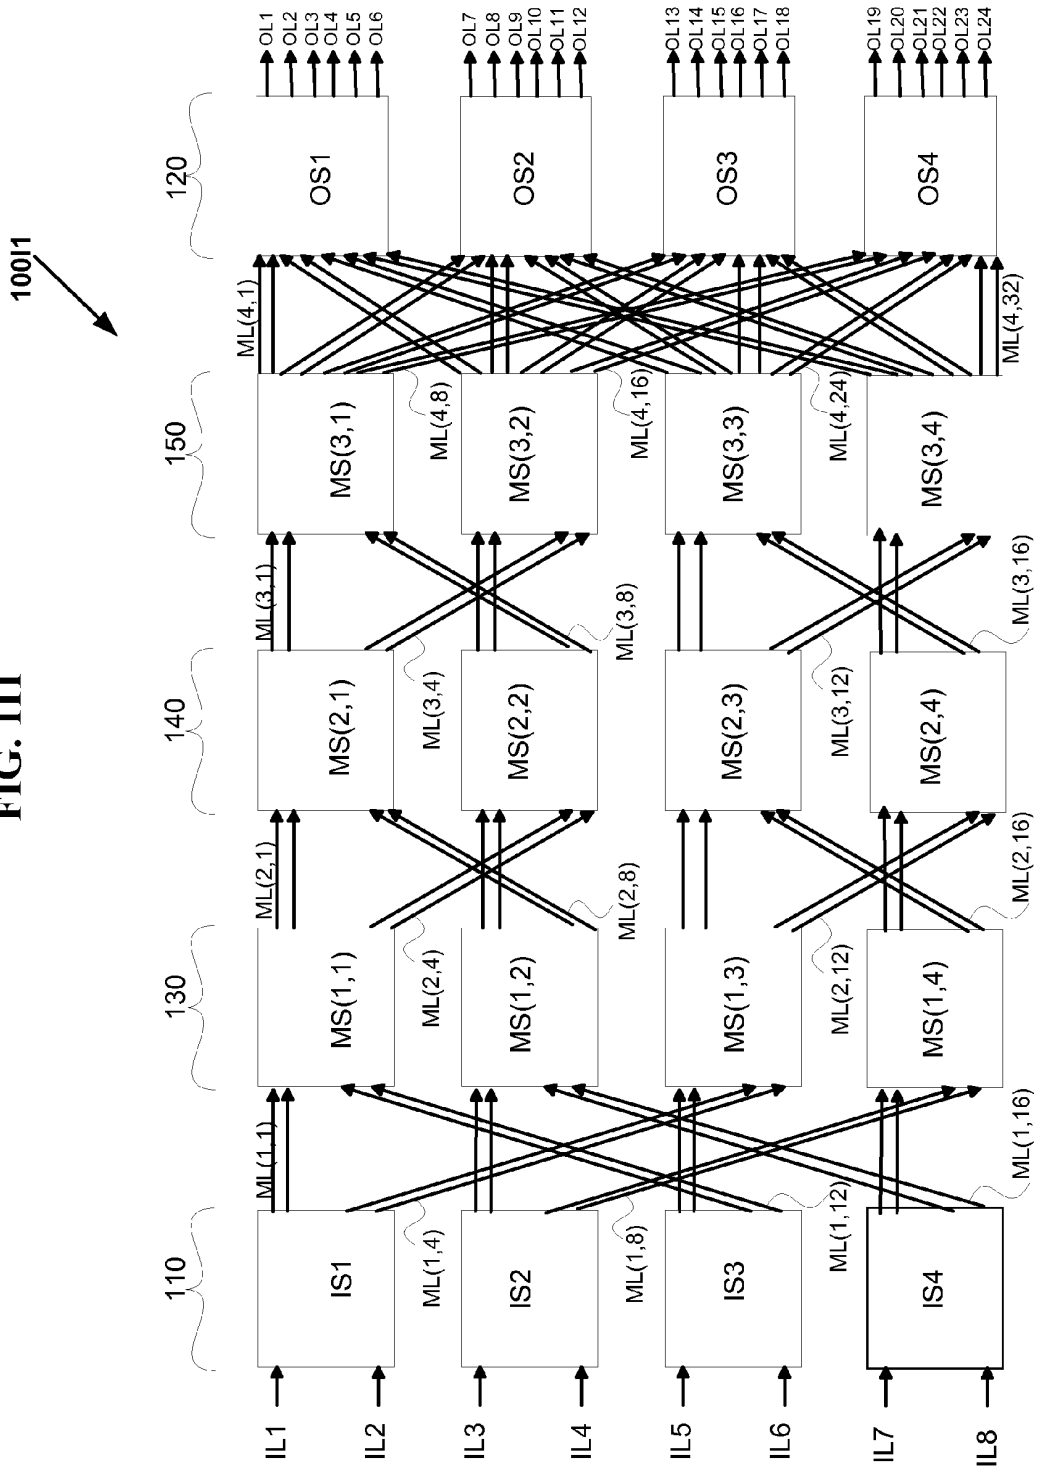 FIG. 1I1
100I1
110
130
140
150
120
IL1
IL2
IL3
IL4
IL5
IL6
IL7
IL8
IS1
IS2
IS3
IS4
ML(1,1)
ML(1,4)
ML(1,8)
ML(1,12)
ML(1,16)
MS(1,1)
MS(1,2)
MS(1,3)
MS(1,4)
ML(2,1)
ML(2,4)
ML(2,8)
ML(2,12)
ML(2,16)
MS(2,1)
MS(2,2)
MS(2,3)
MS(2,4)
ML(3,1)
ML(3,4)
ML(3,8)
ML(3,12)
ML(3,16)
MS(3,1)
MS(3,2)
MS(3,3)
MS(3,4)
ML(4,1)
ML(4,8)
ML(4,16)
ML(4,24)
ML(4,32)
OS1
OS2
OS3
OS4
OL1
OL2
OL3
OL4
OL5
OL6
OL7
OL8
OL9
OL10
OL11
OL12
OL13
OL14
OL15
OL16
OL17
OL18
OL19
OL20
OL21
OL22
OL23
OL24